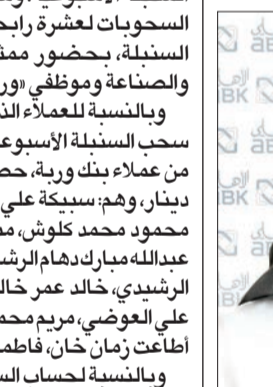 السحوبات لعشرة رابح
السنبلة، بحضور ممث
والصناعة وموظفي «ور
وبالنسبة للعملاء الذ
سحب السنبلة الأسبوع
من عملاء بنك وربة، حص
دينار، وهم: سبيكة علي
محمود محمد كلوش، م
عبدالله مبارك دهام الرش
الرشيدي، خالد عمر خال
علي العوضي، مريم محم
أطاعت زمان خان، فاطم
وبالنسبة لحساب الس